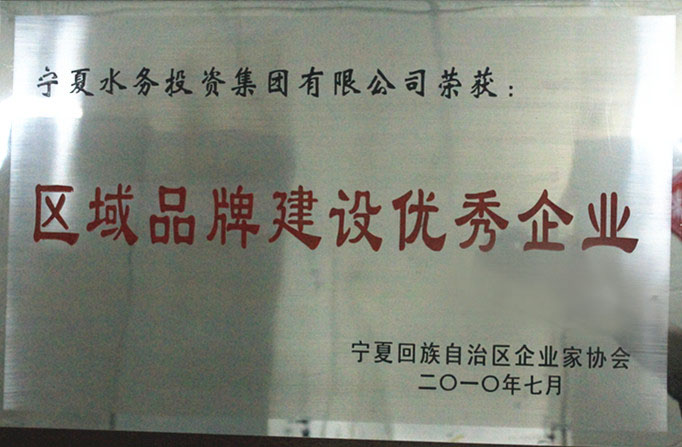 宁夏水务投资集团有限公司荣获：
区域品牌建设优秀企业
宁夏回族自治区企业家协会
二〇一〇年七月